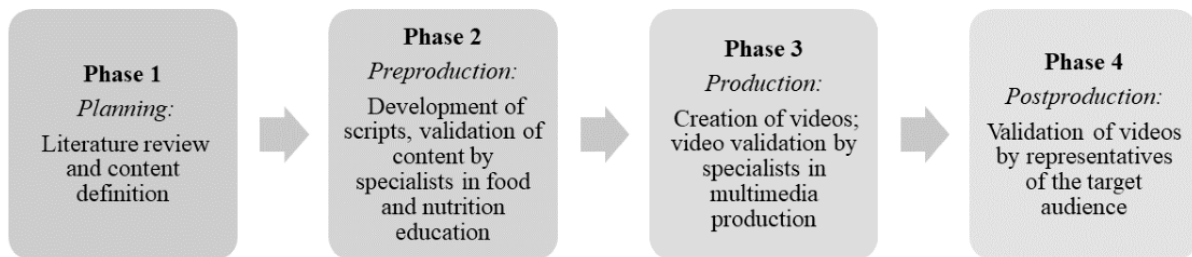 Phase 1
Planning:
Literature review
and content
definition
Phase 2
Preproduction:
Development of
scripts, validation of
content by
specialists in food
and nutrition
education
Phase 3
Production:
Creation of videos;
video validation by
specialists in
multimedia
production
Phase 4
Postproduction:
Validation of videos
by representatives
of the target
audience